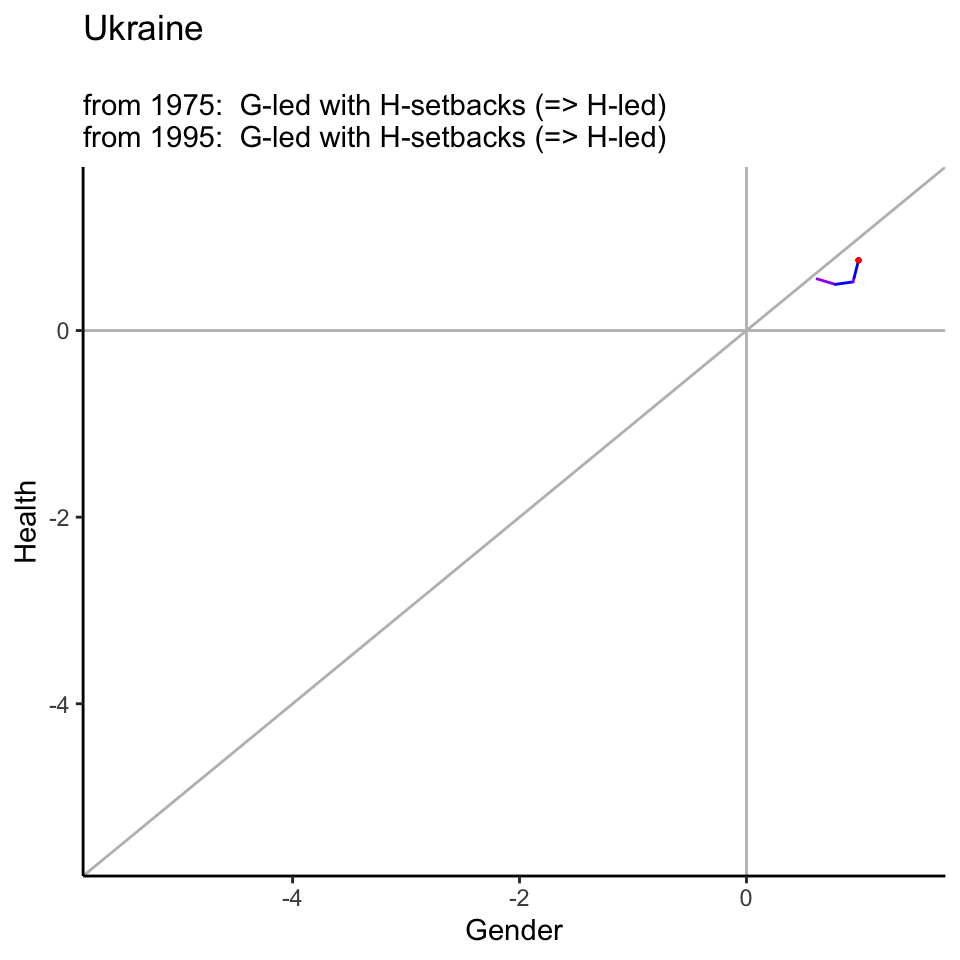 Ukraine
from 1975:  G-led with H-setbacks (=> H-led)
from 1995:  G-led with H-setbacks (=> H-led)
0
-2
-4
Health
-4
-2
0
Gender